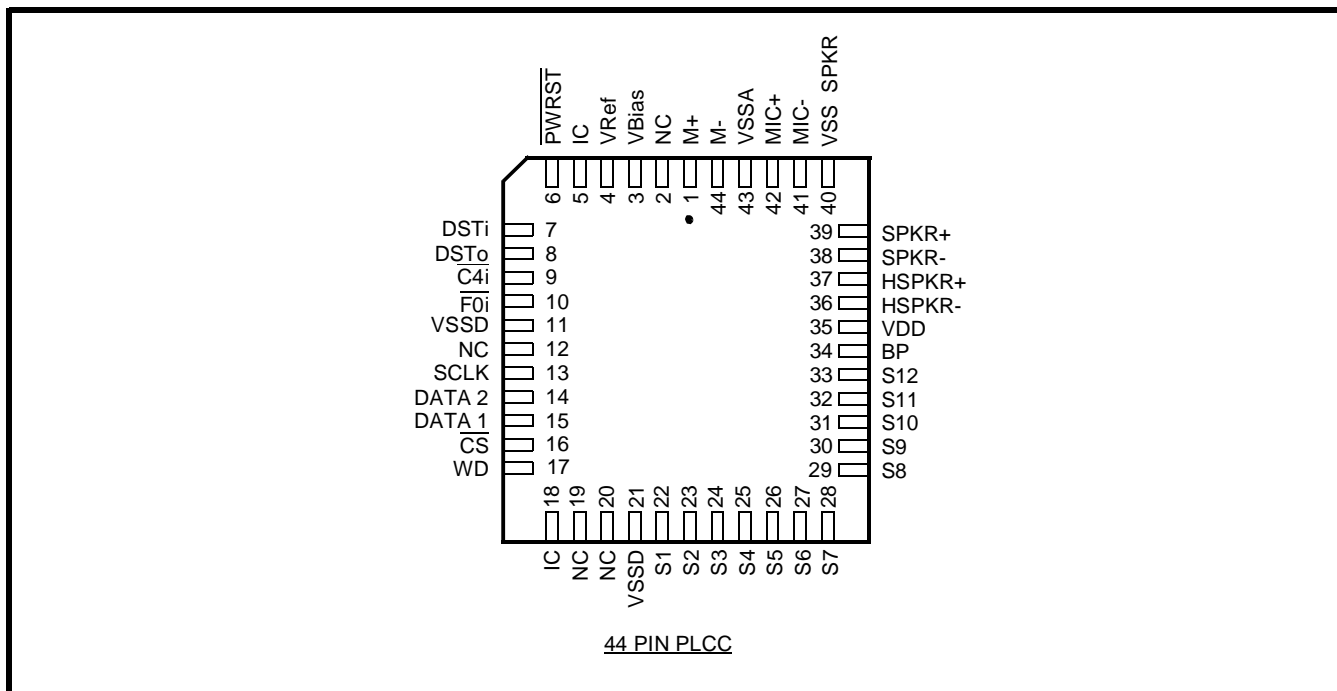 PWRST
IC
VRef
VBias
NC
M+
M-
VSSA
MIC+
MIC-
VSS SPKR
6
5
4
3
2
1
44
43
42
41
40
DSTi 7
DSTo 8
C4i 9
F0i 10
VSSD 11
NC 12
SCLK 13
DATA 2 14
DATA 1 15
CS 16
WD 17
39 SPKR+
38 SPKR-
37 HSPKR+
36 HSPKR-
35 VDD
34 BP
33 S12
32 S11
31 S10
30 S9
29 S8
18
19
20
21
22
23
24
25
26
27
28
IC
NC
NC
VSSD
S1
S2
S3
S4
S5
S6
S7
44 PIN PLCC